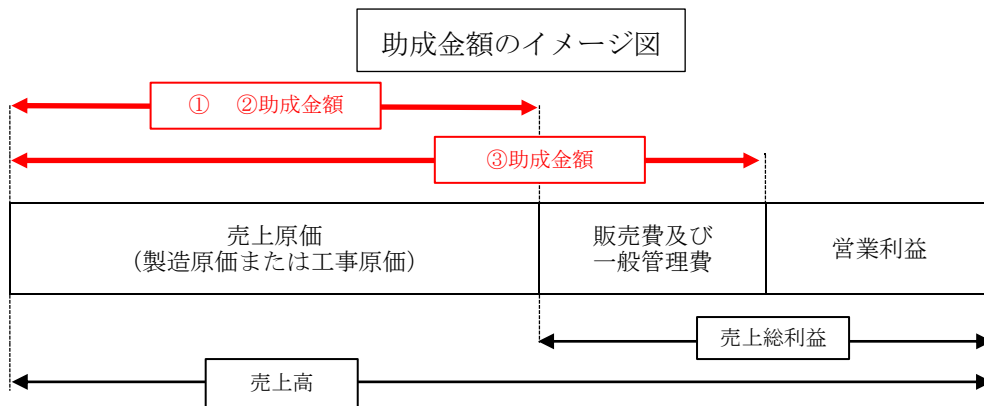 助成金額のイメージ図
① ②助成金額
③助成金額
売上原価
（製造原価または工事原価）
販売費及び
一般管理費
営業利益
売上総利益
売上高